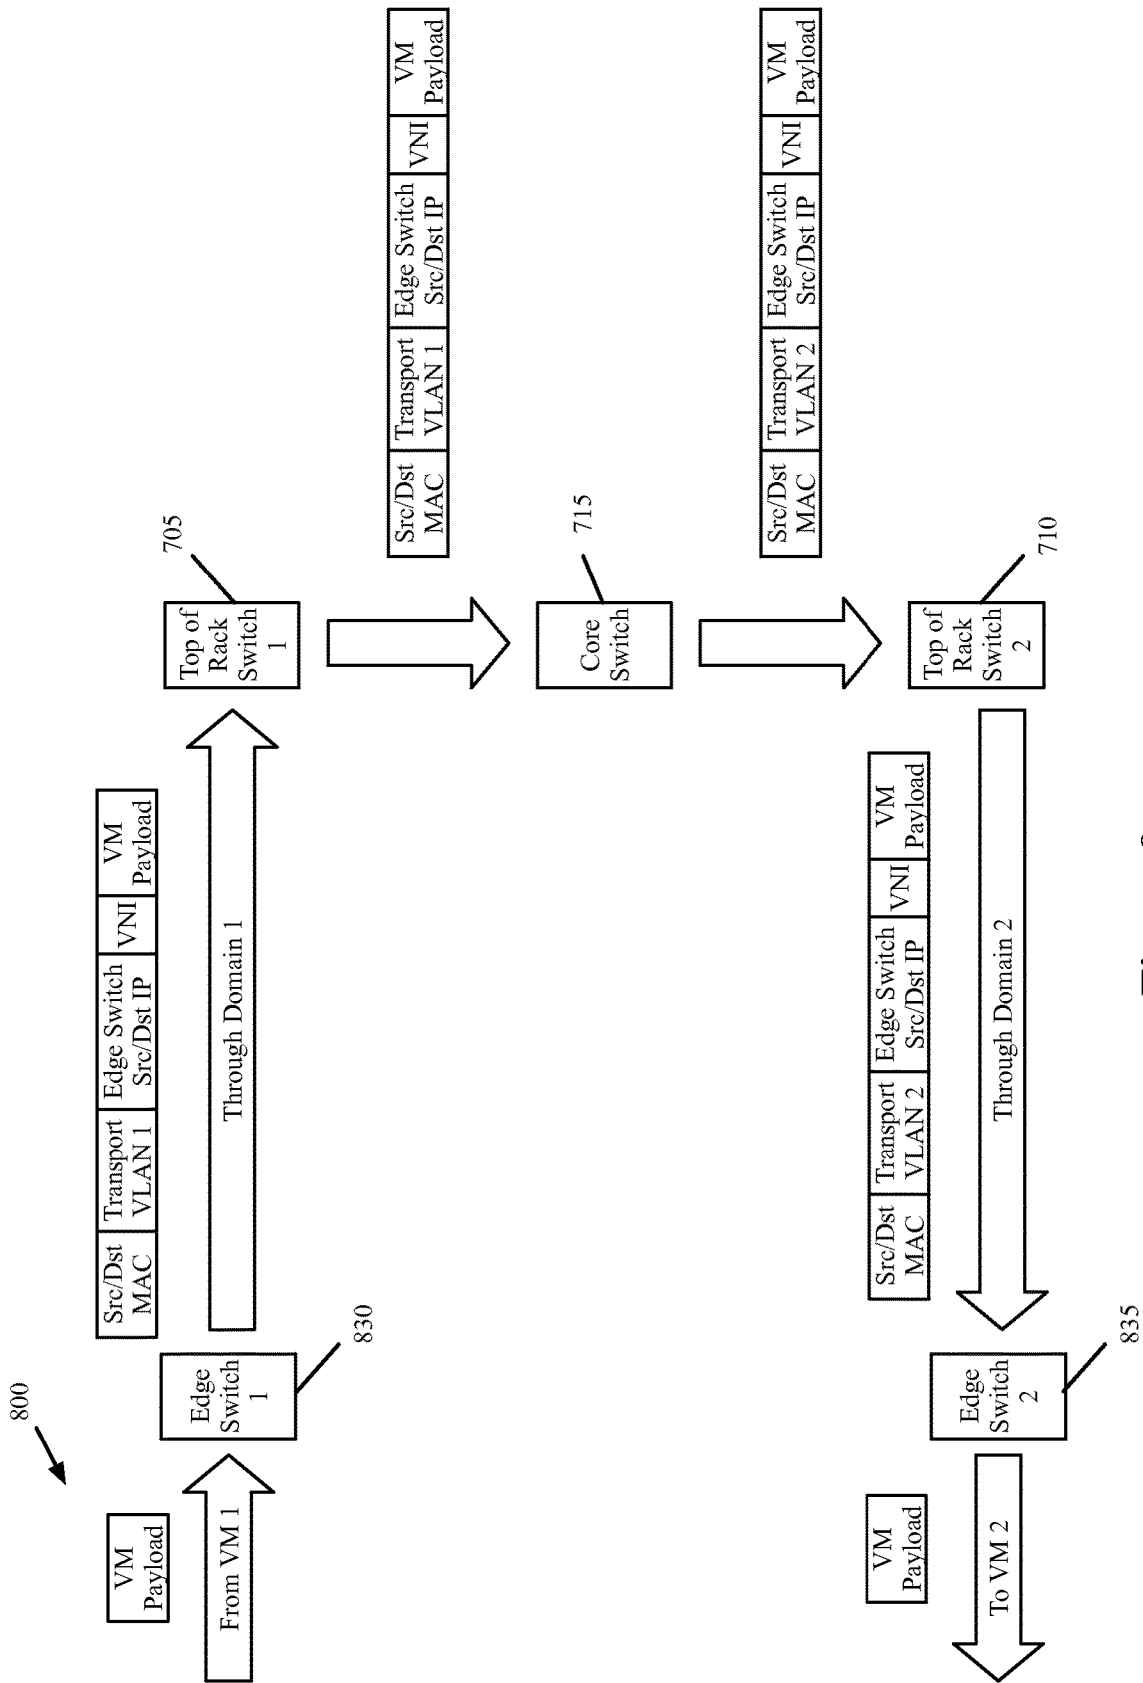 800
VM
Payload
From VM 1
Edge
Switch
1
830
Src/Dst
MAC
Transport
VLAN 1
Edge Switch
Src/Dst IP
VNI
VM
Payload
Through Domain 1
Top of
Rack
Switch
1
705
Src/Dst
MAC
Transport
VLAN 1
Edge Switch
Src/Dst IP
VNI
VM
Payload
Core
Switch
715
Src/Dst
MAC
Transport
VLAN 2
Edge Switch
Src/Dst IP
VNI
VM
Payload
Top of
Rack
Switch
2
710
Src/Dst
MAC
Transport
VLAN 2
Edge Switch
Src/Dst IP
VNI
VM
Payload
Through Domain 2
Edge
Switch
2
835
VM
Payload
To VM 2